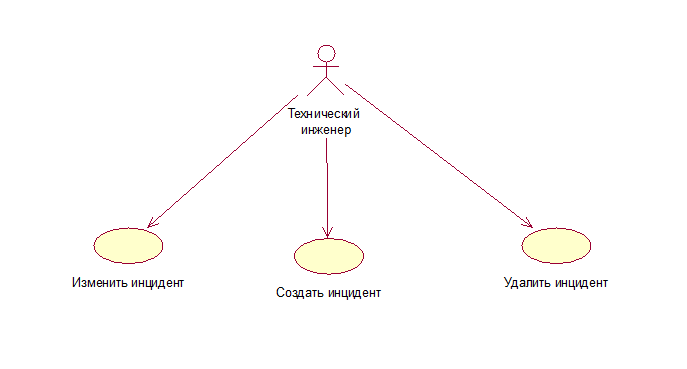 Технический
инженер
Изменить инцидент
Создать инцидент
Удалить инцидент